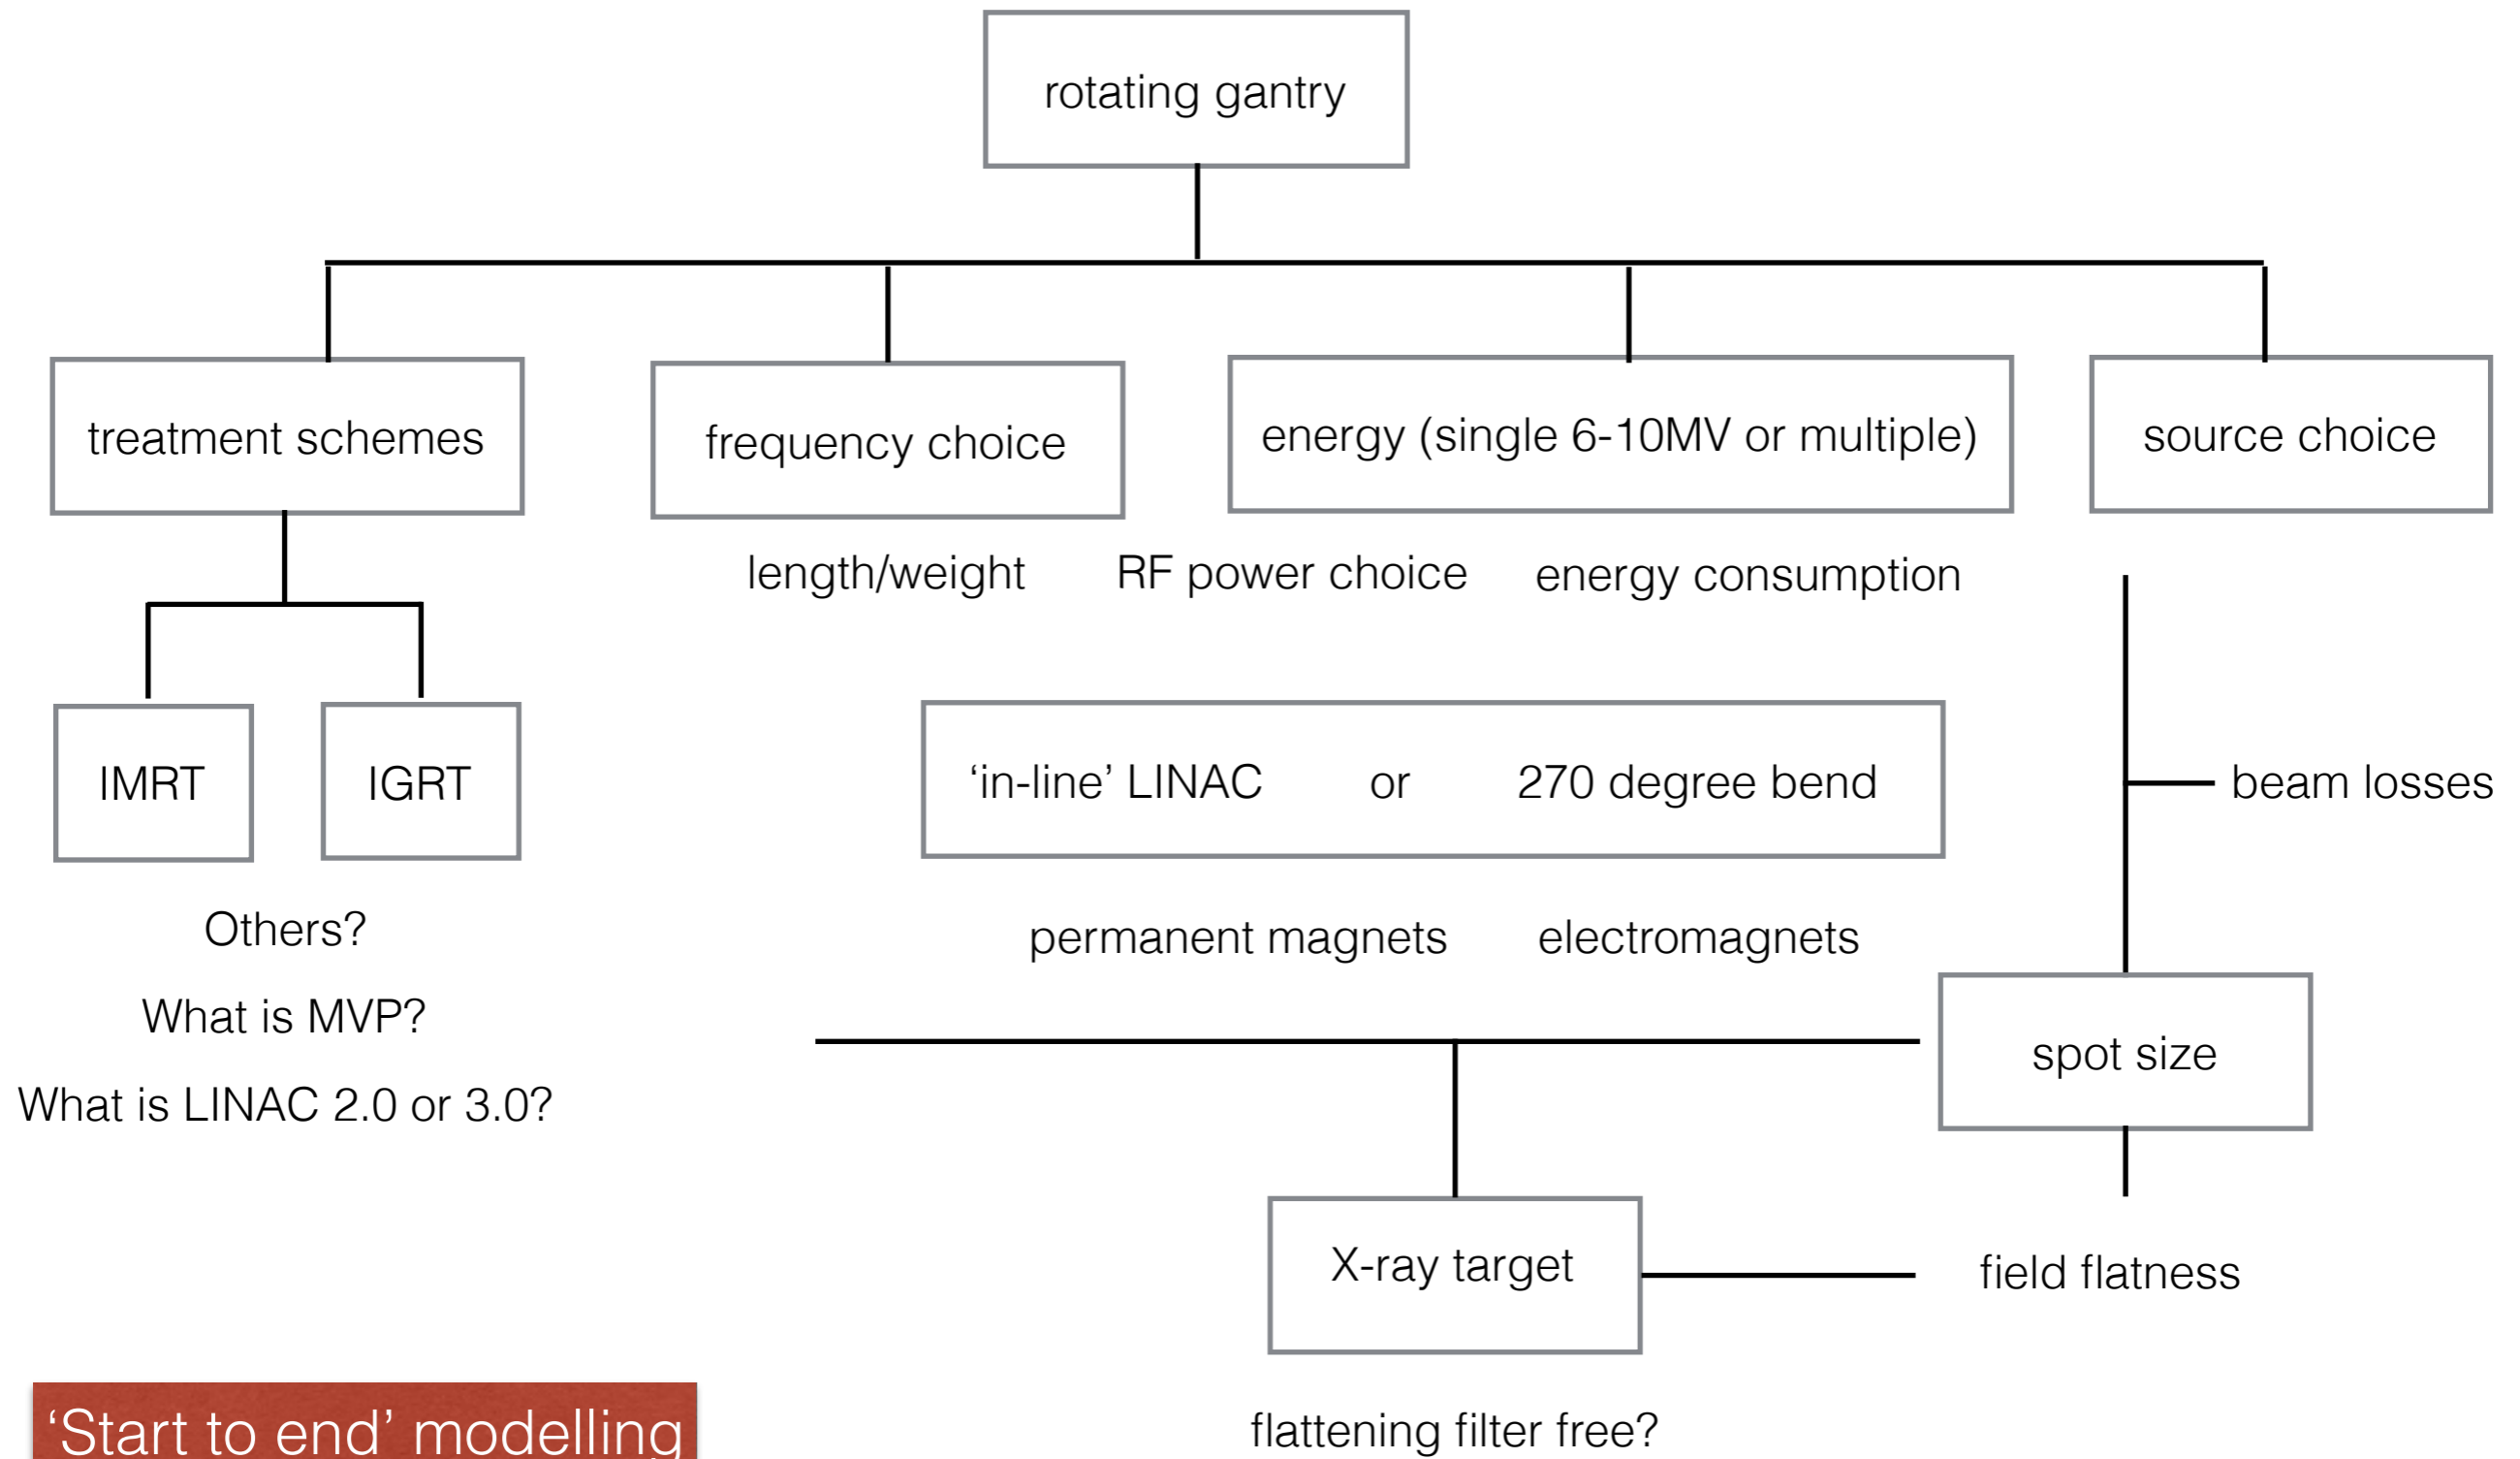 rotating gantry
treatment schemes
frequency choice
energy (single 6-10MV or multiple)
source choice
length/weight
RF power choice
energy consumption
IMRT
IGRT
‘in-line’ LINAC or 270 degree bend
beam losses
Others?
permanent magnets
electromagnets
What is MVP?
spot size
What is LINAC 2.0 or 3.0?
X-ray target
field flatness
‘Start to end’ modelling
flattening filter free?